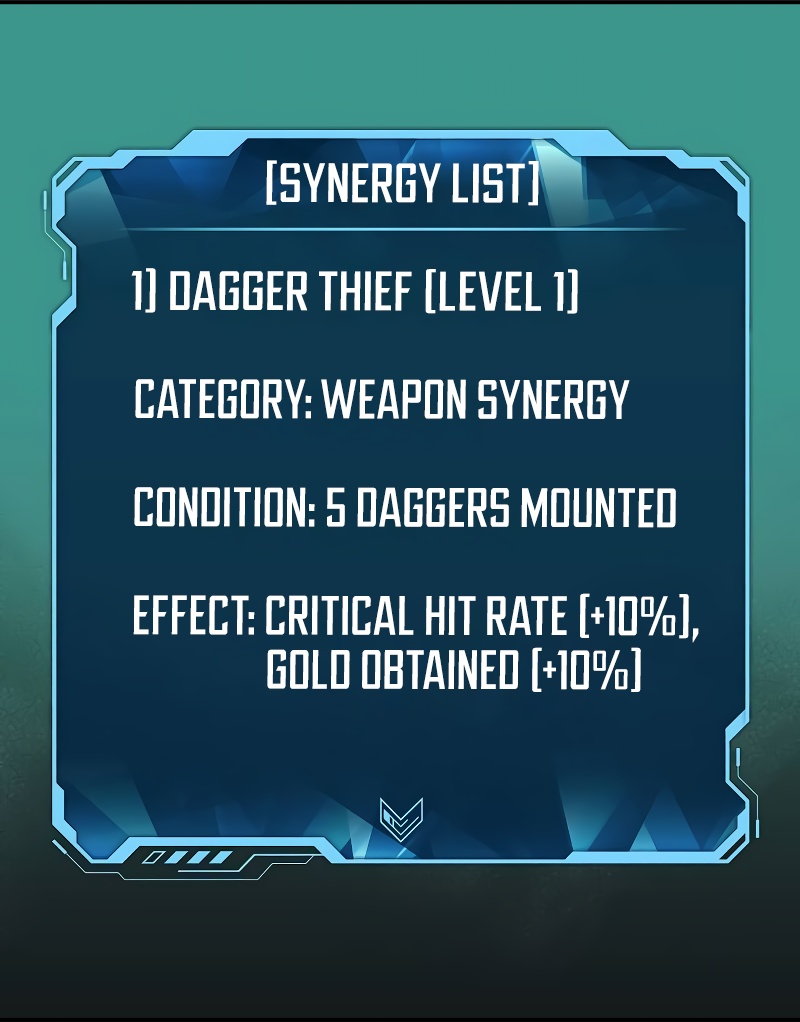 [SYNERGY LIST]
1] DAGGER THIEF [LEVEL 1]
CATEGORY: WEAPON SYNERGY
CONDITION: 5 DAGGERS MOUNTED
EFFECT: CRITICAL HIT RATE [+10%],
GOLD OBTAINED [+10%]